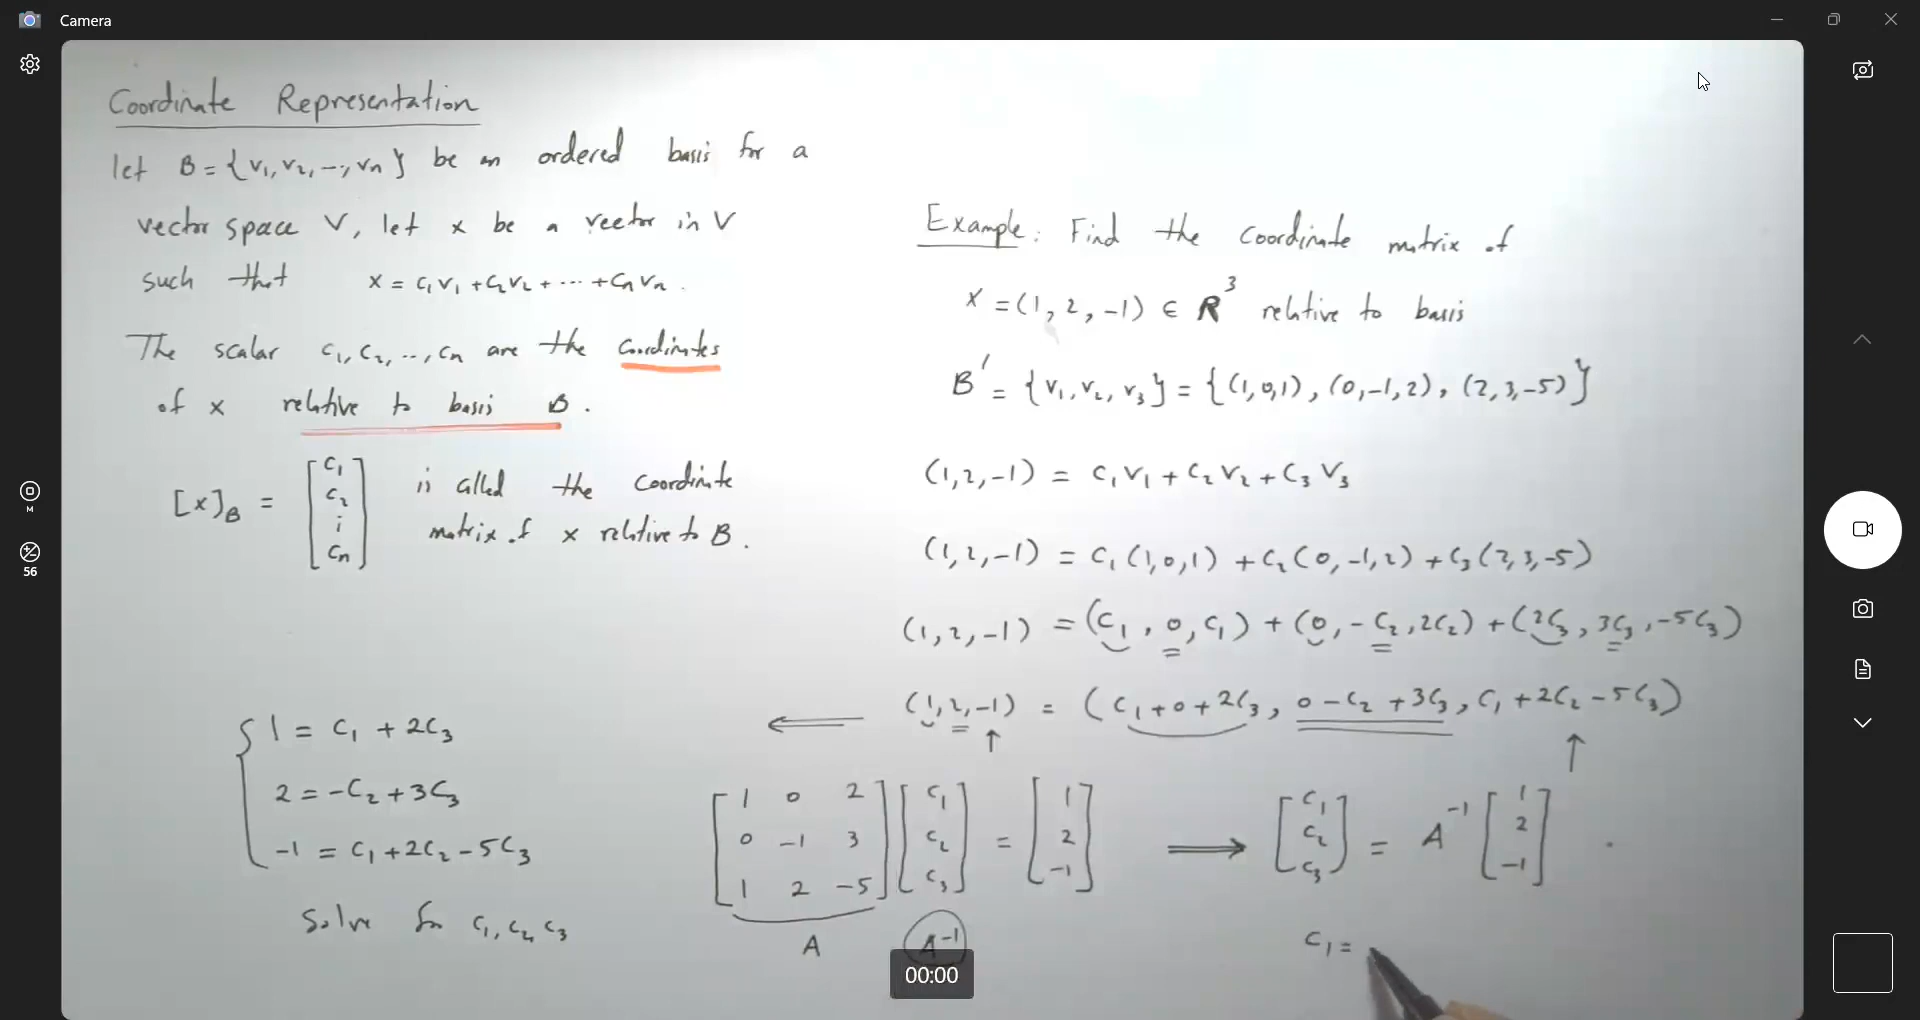 Camera
Coordinate Representation
let B = {v₁, v₂, ..., vn} be an ordered basis for a
vector space V, let x be a vector in V
such that x = c₁v₁ + c₂v₂ + ... + cnvn.
The scalar c₁, c₂, ..., cn are the coordinates
of x relative to basis B.
[x]B = [c₁ c₂ ⋮ cn] is called the coordinate
matrix of x relative to B.
Example: Find the coordinate matrix of
x = (1, 2, -1) ∈ R³ relative to basis
B' = {v₁, v₂, v₃} = {(1,0,1), (0,-1,2), (2,3,-5)}
(1,2,-1) = c₁v₁ + c₂v₂ + c₃v₃
(1,2,-1) = c₁(1,0,1) + c₂(0,-1,2) + c₃(2,3,-5)
(1,2,-1) = (c₁, 0, c₁) + (0, -c₂, 2c₂) + (2c₃, 3c₃, -5c₃)
⟸ (1,2,-1) = (c₁+0+2c₃, 0-c₂+3c₃, c₁+2c₂-5c₃)
{ 1 = c₁ + 2c₃
2 = -c₂ + 3c₃
-1 = c₁ + 2c₂ - 5c₃
Solve for c₁, c₂, c₃
[1 0 2; 0 -1 3; 1 2 -5] [c₁; c₂; c₃] = [1; 2; -1] ⟹ [c₁; c₂; c₃] = A⁻¹ [1; 2; -1]
A A⁻¹
c₁ =
00:00
M
56